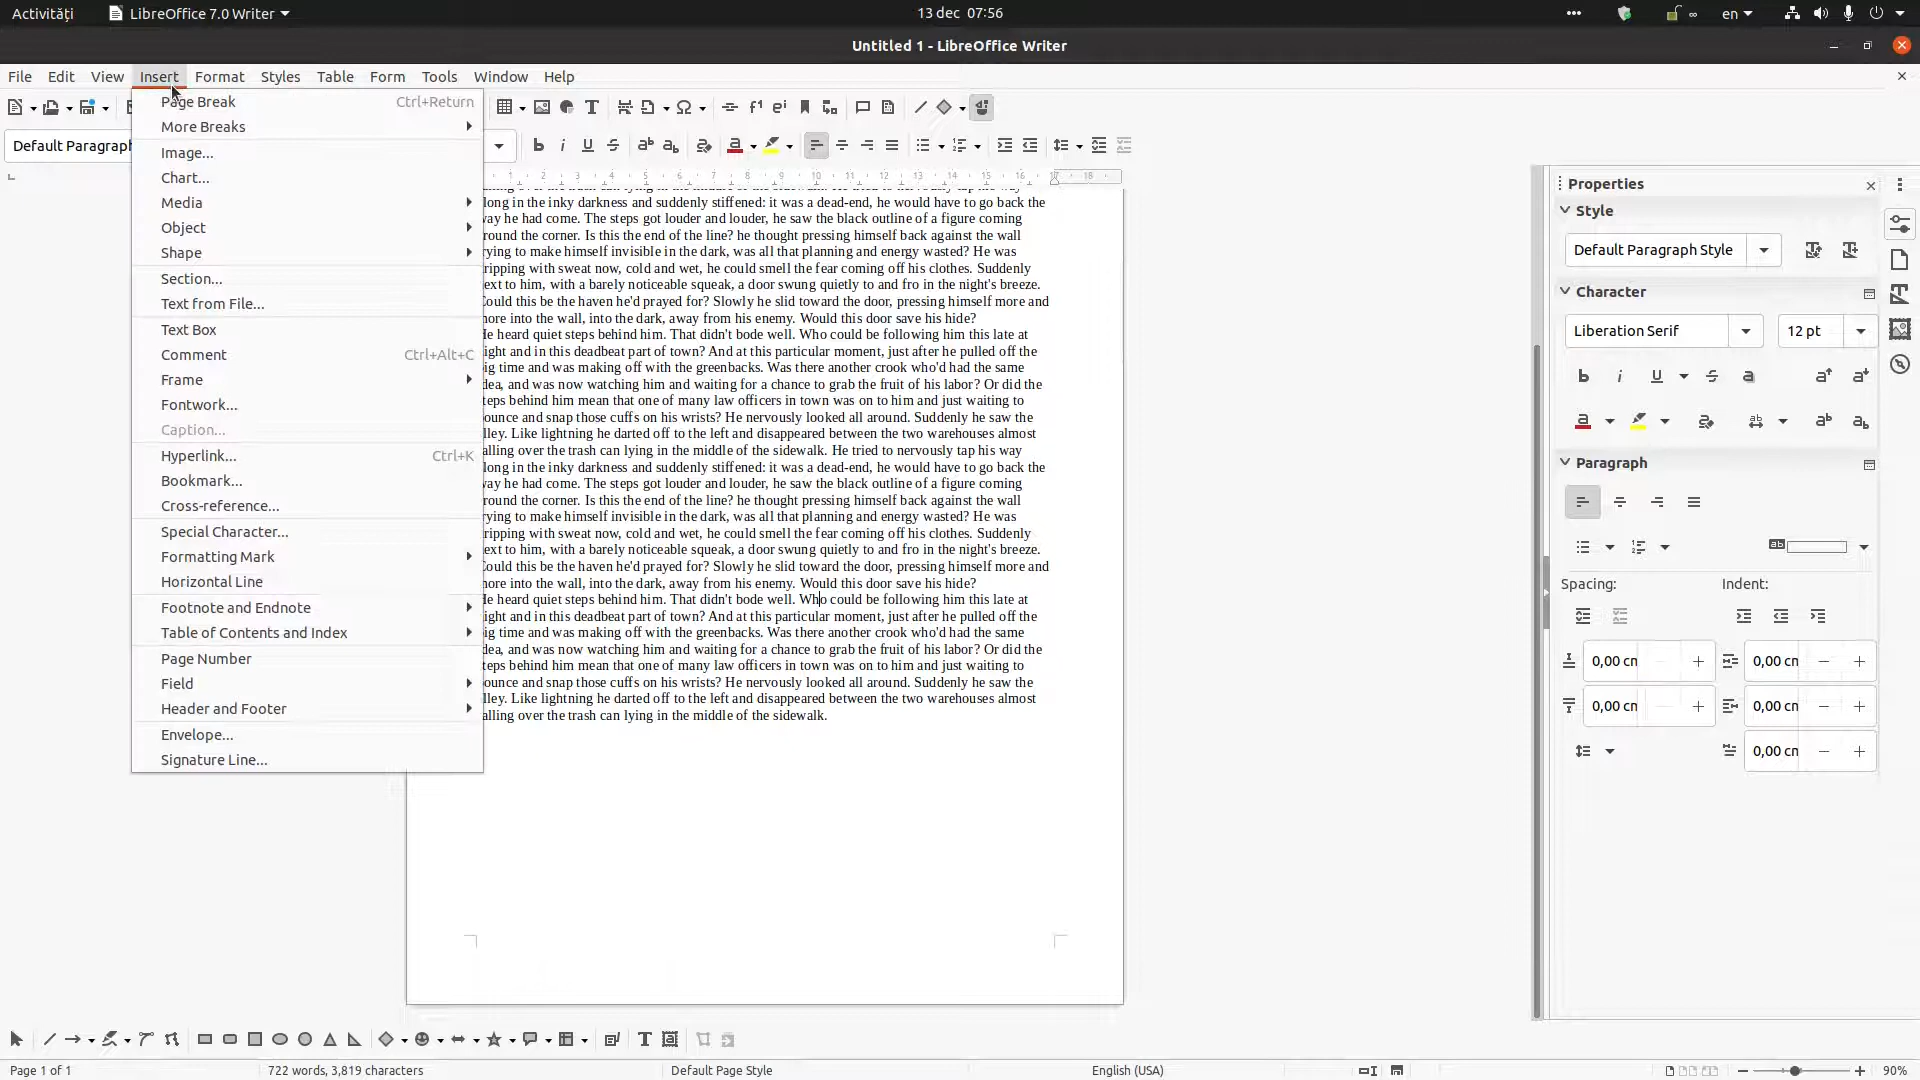 Activități
LibreOffice 7.0 Writer
13 dec 07:56
en
Untitled 1 - LibreOffice Writer
File Edit View Insert Format Styles Table Form Tools Window Help
Default Paragraph
Page Break Ctrl+Return
More Breaks
Image...
Chart...
Media
Object
Shape
Section...
Text from File...
Text Box
Comment Ctrl+Alt+C
Frame
Fontwork...
Caption...
Hyperlink... Ctrl+K
Bookmark...
Cross-reference...
Special Character...
Formatting Mark
Horizontal Line
Footnote and Endnote
Table of Contents and Index
Page Number
Field
Header and Footer
Envelope...
Signature Line...
1 2 3 4 5 6 7 8 9 10 11 12 13 14 15 16 17 18
long in the inky darkness and suddenly stiffened: it was a dead-end, he would have to go back the
way he had come. The steps got louder and louder, he saw the black outline of a figure coming
round the corner. Is this the end of the line? he thought pressing himself back against the wall
rying to make himself invisible in the dark, was all that planning and energy wasted? He was
ripping with sweat now, cold and wet, he could smell the fear coming off his clothes. Suddenly
ext to him, with a barely noticeable squeak, a door swung quietly to and fro in the night's breeze.
Could this be the haven he'd prayed for? Slowly he slid toward the door, pressing himself more and
more into the wall, into the dark, away from his enemy. Would this door save his hide?
He heard quiet steps behind him. That didn't bode well. Who could be following him this late at
ight and in this deadbeat part of town? And at this particular moment, just after he pulled off the
ig time and was making off with the greenbacks. Was there another crook who'd had the same
dea, and was now watching him and waiting for a chance to grab the fruit of his labor? Or did the
teps behind him mean that one of many law officers in town was on to him and just waiting to
ounce and snap those cuffs on his wrists? He nervously looked all around. Suddenly he saw the
lley. Like lightning he darted off to the left and disappeared between the two warehouses almost
alling over the trash can lying in the middle of the sidewalk. He tried to nervously tap his way
long in the inky darkness and suddenly stiffened: it was a dead-end, he would have to go back the
way he had come. The steps got louder and louder, he saw the black outline of a figure coming
round the corner. Is this the end of the line? he thought pressing himself back against the wall
rying to make himself invisible in the dark, was all that planning and energy wasted? He was
ripping with sweat now, cold and wet, he could smell the fear coming off his clothes. Suddenly
ext to him, with a barely noticeable squeak, a door swung quietly to and fro in the night's breeze.
Could this be the haven he'd prayed for? Slowly he slid toward the door, pressing himself more and
more into the wall, into the dark, away from his enemy. Would this door save his hide?
He heard quiet steps behind him. That didn't bode well. Who could be following him this late at
ight and in this deadbeat part of town? And at this particular moment, just after he pulled off the
ig time and was making off with the greenbacks. Was there another crook who'd had the same
dea, and was now watching him and waiting for a chance to grab the fruit of his labor? Or did the
teps behind him mean that one of many law officers in town was on to him and just waiting to
ounce and snap those cuffs on his wrists? He nervously looked all around. Suddenly he saw the
lley. Like lightning he darted off to the left and disappeared between the two warehouses almost
alling over the trash can lying in the middle of the sidewalk.
Properties
Style
Default Paragraph Style
Character
Liberation Serif 12 pt
Paragraph
Spacing: Indent:
0,00 cm 0,00 cm
0,00 cm 0,00 cm
0,00 cm
Page 1 of 1
722 words, 3,819 characters
Default Page Style
English (USA)
90%